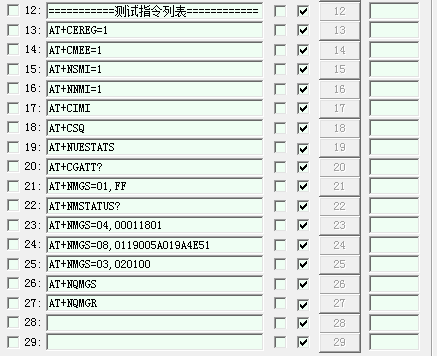 12: ===========测试指令列表============ 12
13: AT+CEREG=1 13
14: AT+CMEE=1 14
15: AT+NSMI=1 15
16: AT+NNMI=1 16
17: AT+CIMI 17
18: AT+CSQ 18
19: AT+NUESTATS 19
20: AT+CGATT? 20
21: AT+NMGS=01,FF 21
22: AT+NMSTATUS? 22
23: AT+NMGS=04,00011801 23
24: AT+NMGS=08,0119005A019A4E51 24
25: AT+NMGS=03,020100 25
26: AT+NQMGS 26
27: AT+NQMGR 27
28: 28
29: 29